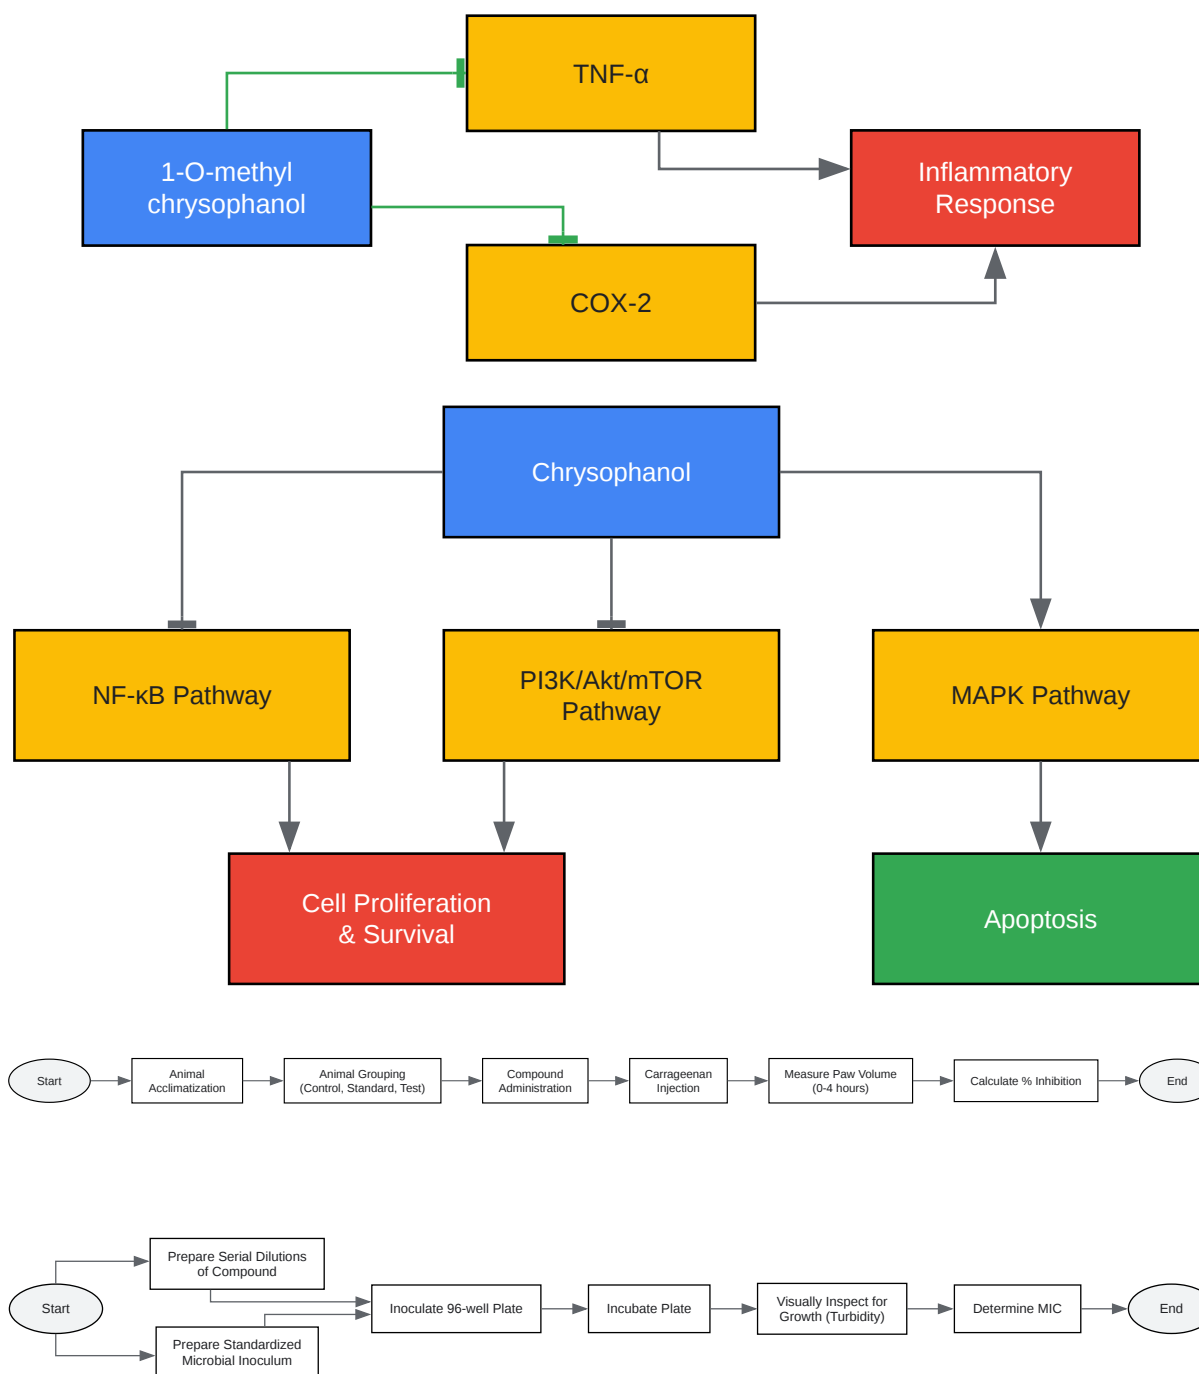 TNF-α
1-O-methyl
chrysophanol
Inflammatory
Response
COX-2
Chrysophanol
NF-κB Pathway
PI3K/Akt/mTOR
Pathway
MAPK Pathway
Cell Proliferation
& Survival
Apoptosis
Start
Animal
Acclimatization
Animal Grouping
(Control, Standard, Test)
Compound
Administration
Carrageenan
Injection
Measure Paw Volume
(0-4 hours)
Calculate % Inhibition
End
Prepare Serial Dilutions
of Compound
Start
Prepare Standardized
Microbial Inoculum
Inoculate 96-well Plate
Incubate Plate
Visually Inspect for
Growth (Turbidity)
Determine MIC
End